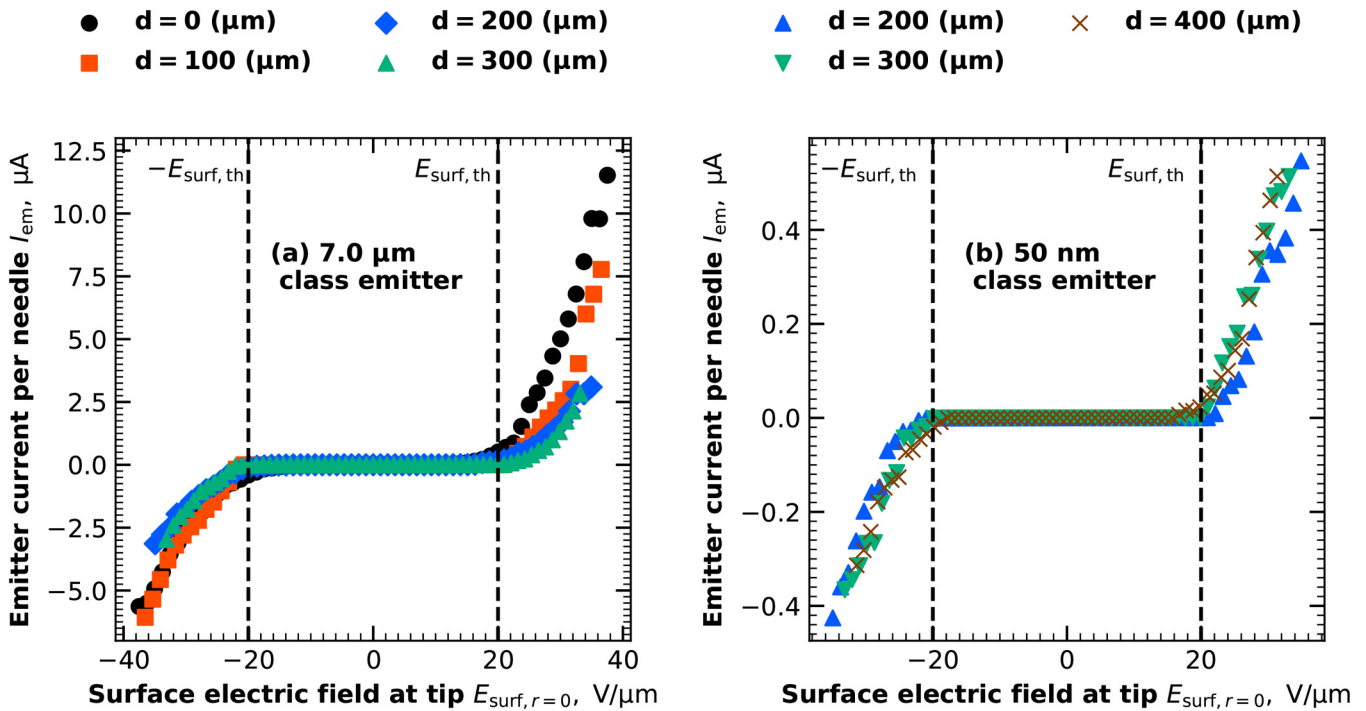 d = 0 (μm)
d = 100 (μm)
d = 200 (μm)
d = 300 (μm)
d = 200 (μm)
d = 300 (μm)
d = 400 (μm)
Emitter current per needle I_em, μA
12.5
10.0
7.5
5.0
2.5
0.0
−2.5
−5.0
−E_surf, th
E_surf, th
(a) 7.0 μm
class emitter
−40
−20
0
20
40
Surface electric field at tip E_surf, r=0, V/μm
Emitter current per needle I_em, μA
0.4
0.2
0.0
−0.2
−0.4
−E_surf, th
E_surf, th
(b) 50 nm
class emitter
−20
0
20
Surface electric field at tip E_surf, r=0, V/μm